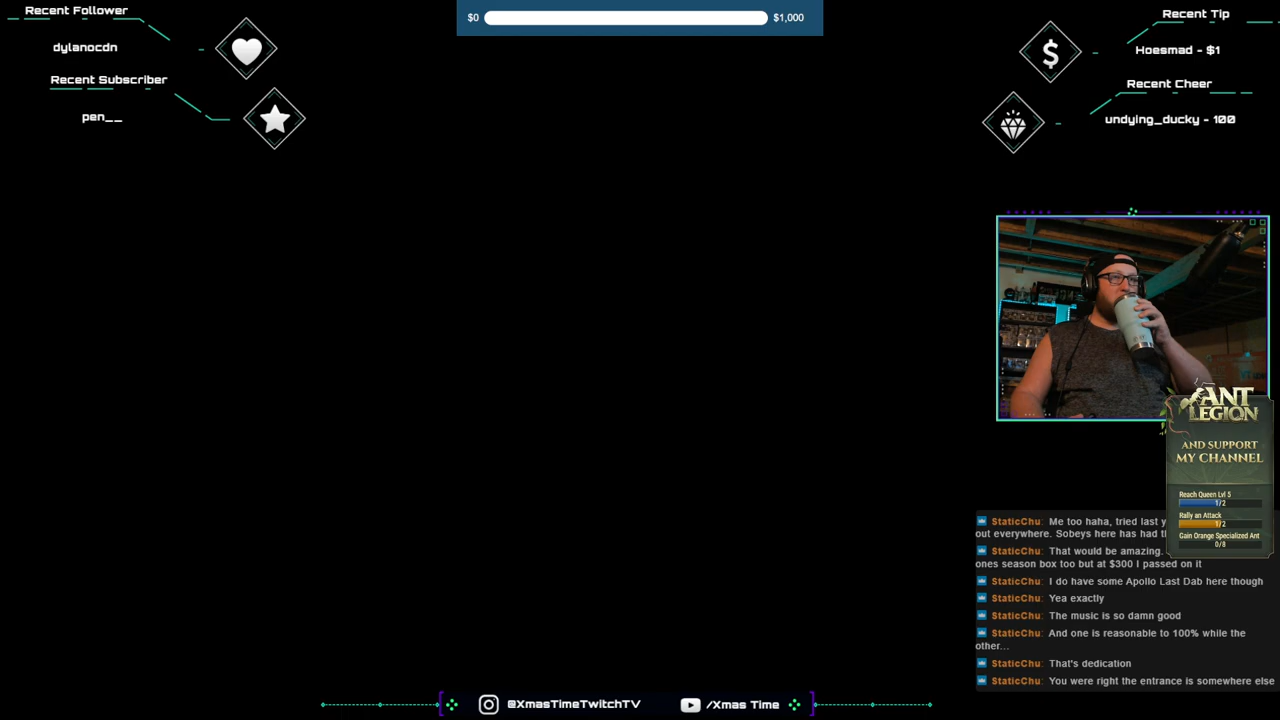 Recent Follower
dylanocdn
Recent Subscriber
pen__
$0 $1,000
Recent Tip
Hoesmad - $1
Recent Cheer
undying_ducky - 100
ANT
LEGION
AND SUPPORT
MY CHANNEL
Reach Queen Lvl 5
1/2
Rally an Attack
1/2
Gain Orange Specialized Ant
0/8
StaticChu: Me too haha, tried last
out everywhere. Sobeys here has had
StaticChu: That would be amazing.
ones season box too but at $300 I passed on it
StaticChu: I do have some Apollo Last Dab here though
StaticChu: Yea exactly
StaticChu: The music is so damn good
StaticChu: And one is reasonable to 100% while the
other...
StaticChu: That's dedication
StaticChu: You were right the entrance is somewhere else
@XmasTimeTwitchTV /Xmas Time